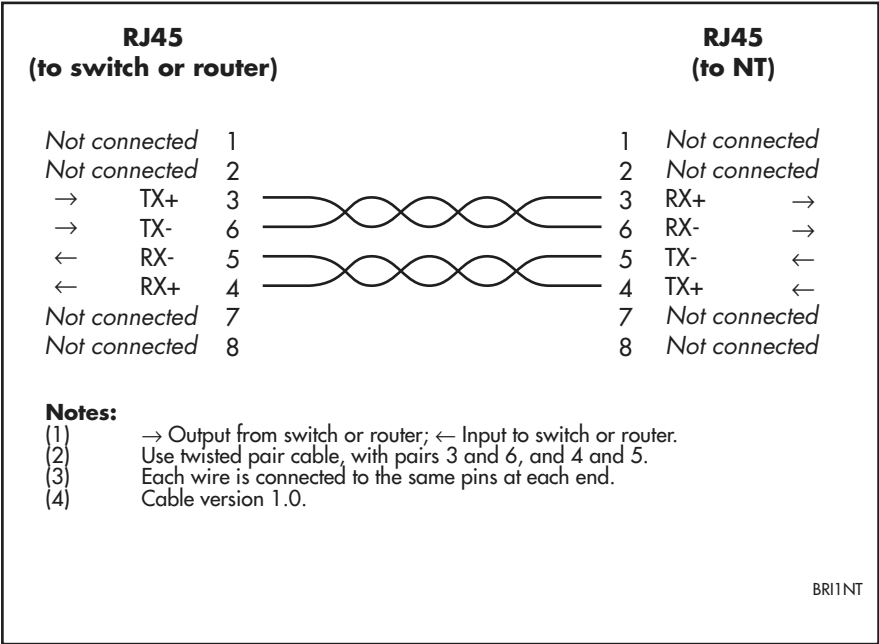 RJ45
(to switch or router)
RJ45
(to NT)
Not connected 1 1 Not connected
Not connected 2 2 Not connected
→ TX+ 3 3 RX+ →
→ TX- 6 6 RX- →
← RX- 5 5 TX- ←
← RX+ 4 4 TX+ ←
Not connected 7 7 Not connected
Not connected 8 8 Not connected
Notes:
(1) → Output from switch or router; ← Input to switch or router.
(2) Use twisted pair cable, with pairs 3 and 6, and 4 and 5.
(3) Each wire is connected to the same pins at each end.
(4) Cable version 1.0.
BRI1NT